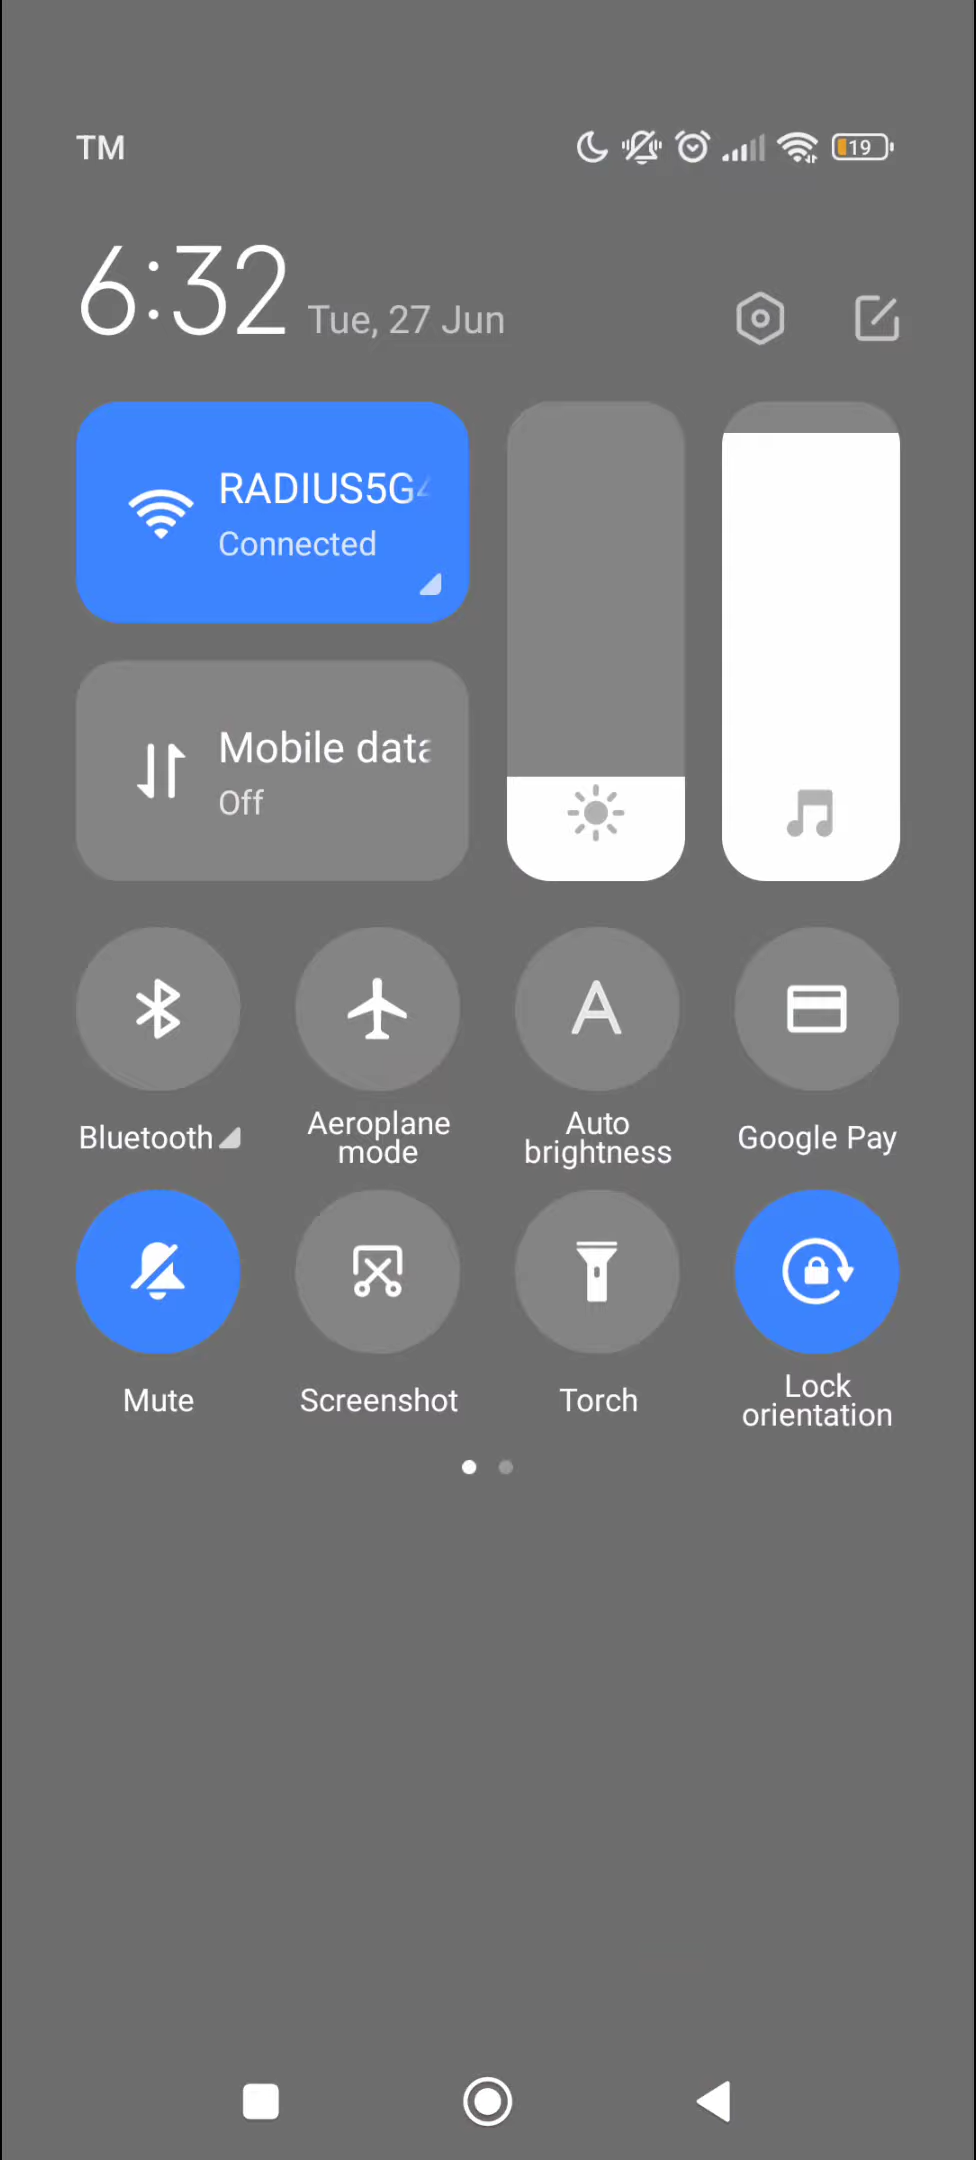 TM
19
6:32 Tue, 27 Jun
RADIUS5G
Connected
Mobile data
Off
Bluetooth
Aeroplane
mode
Auto
brightness
Google Pay
Mute
Screenshot
Torch
Lock
orientation